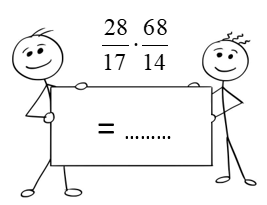 28/17 · 68/14
= .........